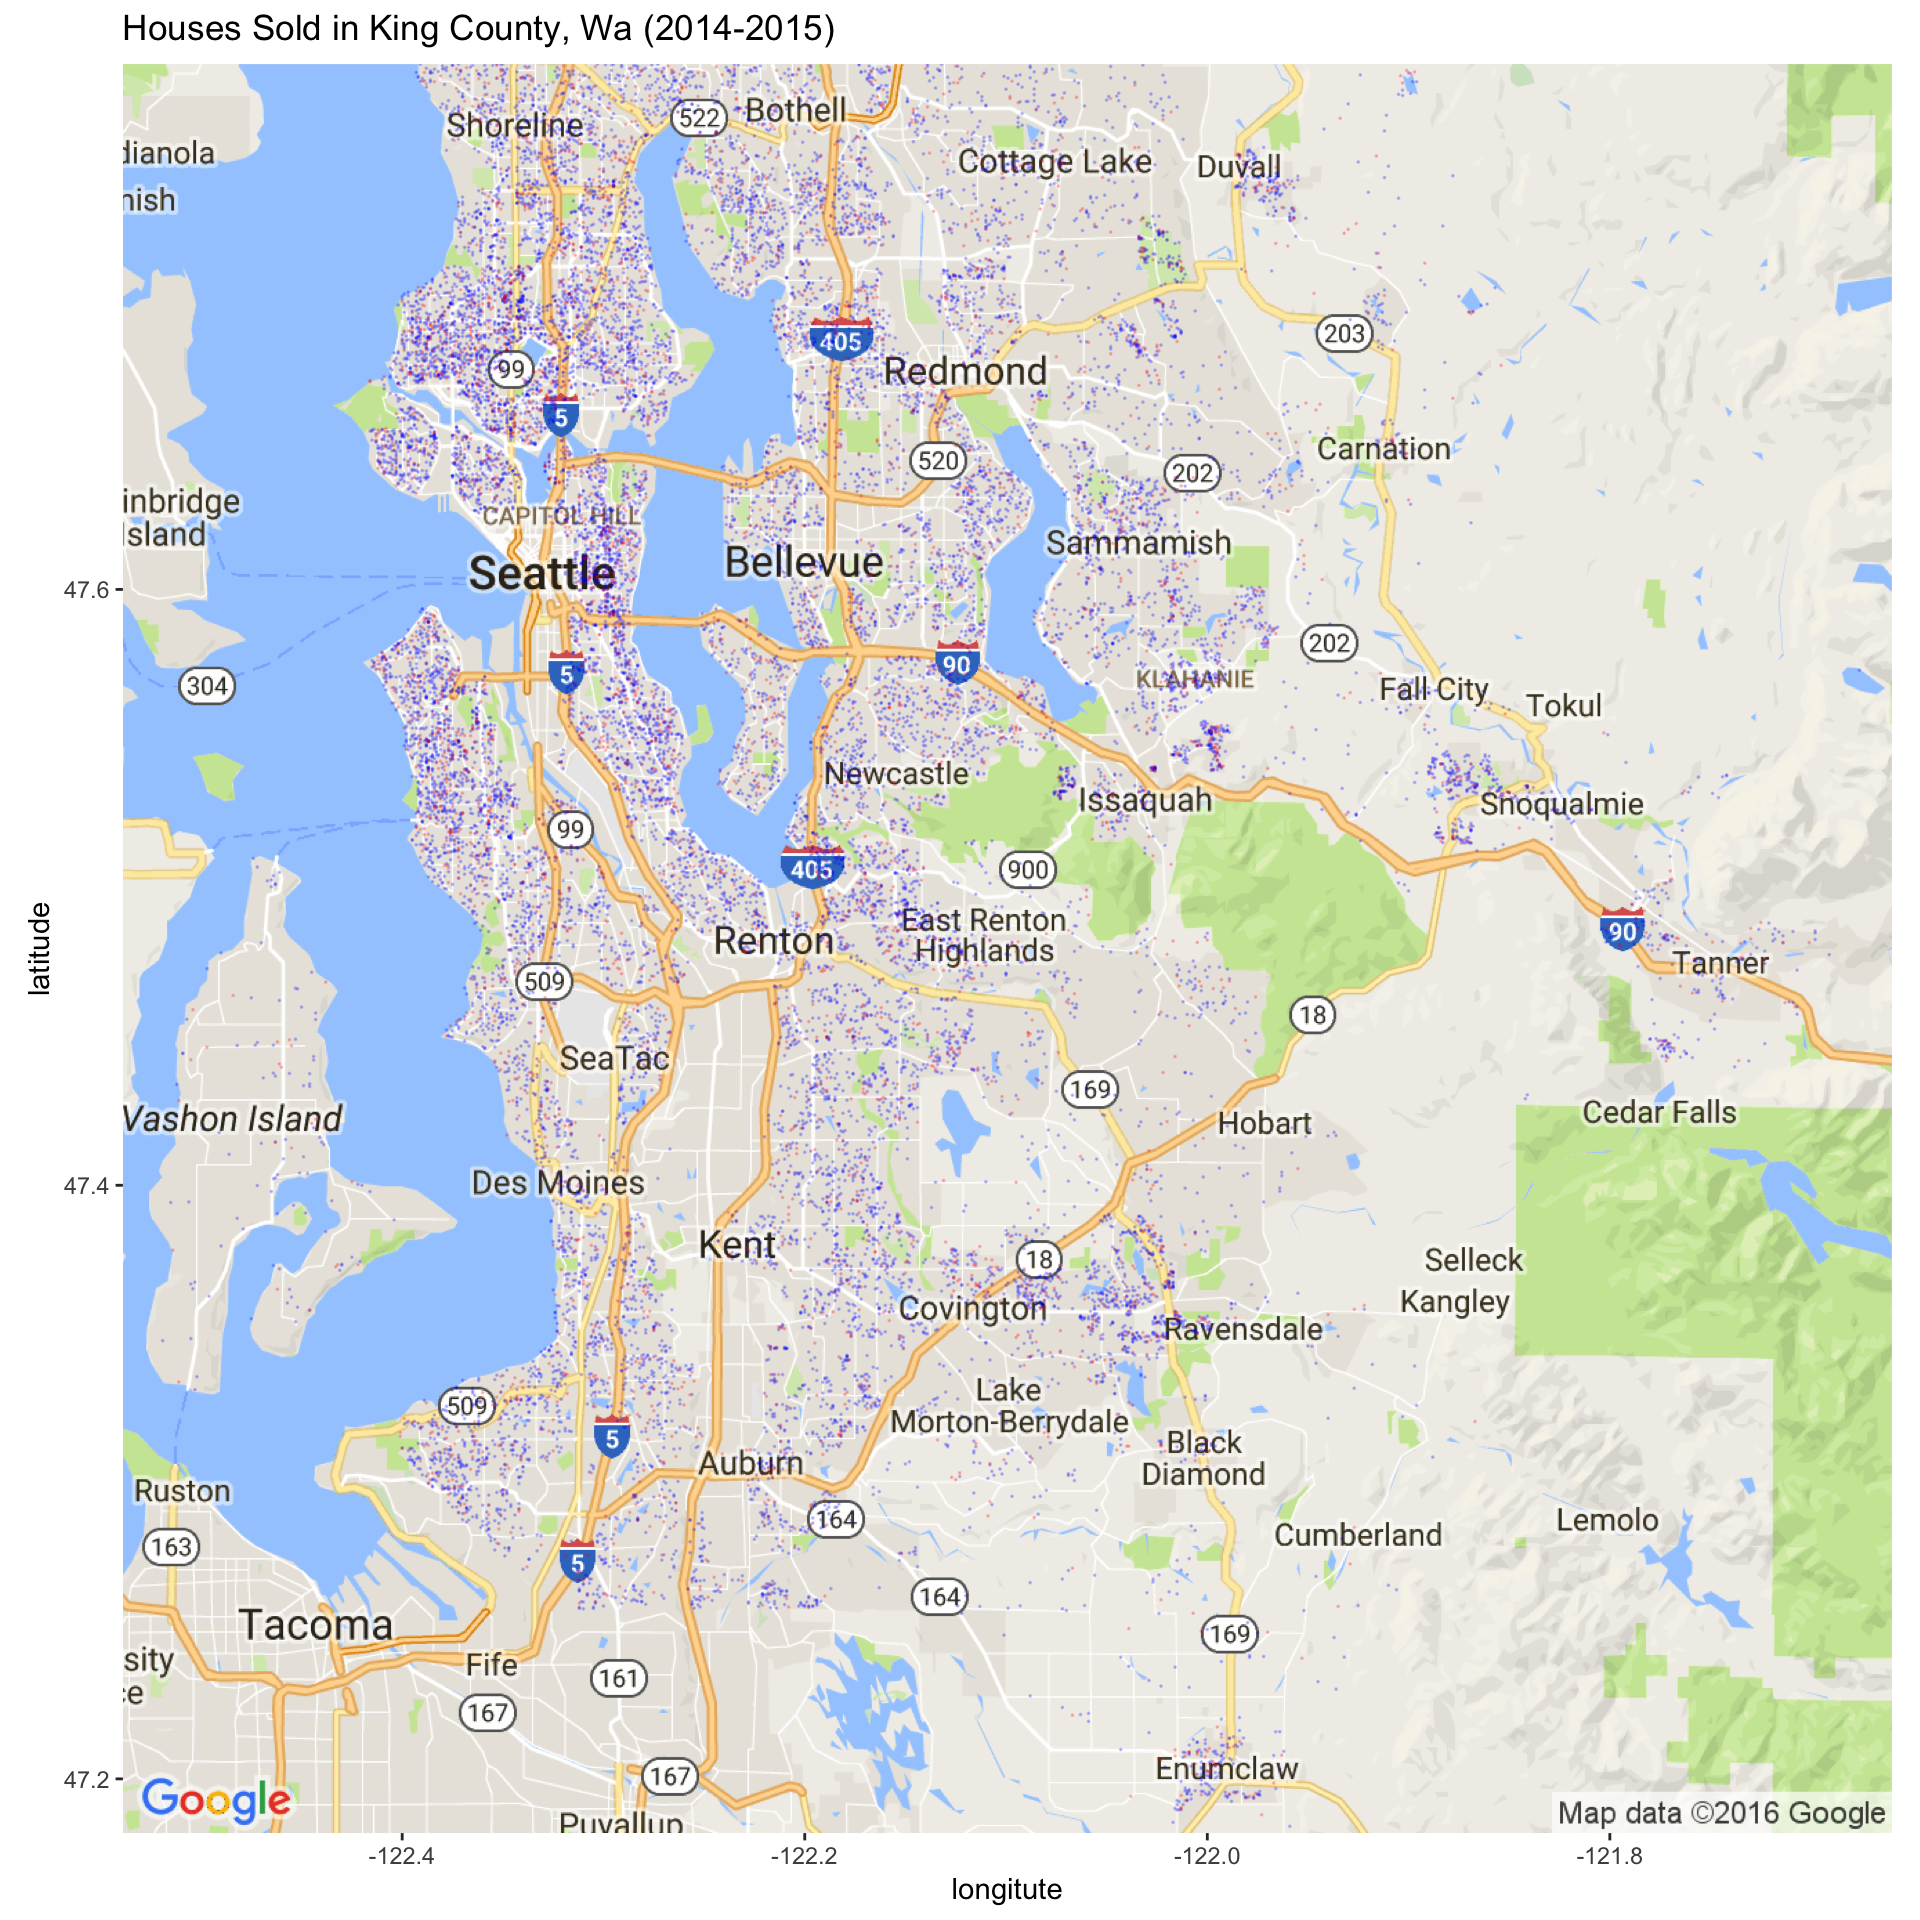 Houses Sold in King County, Wa (2014-2015)
Shoreline
522
Bothell
dianola
Cottage Lake
Duvall
nish
405
203
99
Redmond
5
Carnation
520
202
inbridge
Island
CAPITOL HILL
Sammamish
Seattle
Bellevue
47.6
202
304
5
90
KLAHANIE
Fall City
Tokul
Newcastle
Issaquah
Snoqualmie
99
405
900
East Renton
Highlands
Renton
90
Tanner
latitude
509
18
SeaTac
169
Vashon Island
Hobart
Cedar Falls
47.4
Des Moines
Kent
18
Selleck
Kangley
Covington
Ravensdale
Lake
Morton-Berrydale
509
5
Black
Diamond
Auburn
Ruston
164
Lemolo
Cumberland
163
5
164
Tacoma
169
sity
Fife
161
ce
167
Enumclaw
47.2
167
Google
Puyallup
Map data ©2016 Google
-122.4
-122.2
-122.0
-121.8
longitute